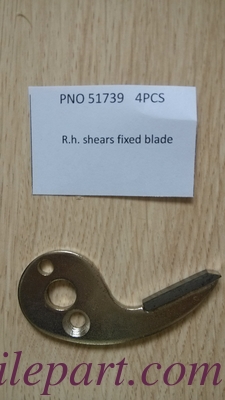 PNO 51739 4PCS
R.h. shears fixed blade
ilepart.com